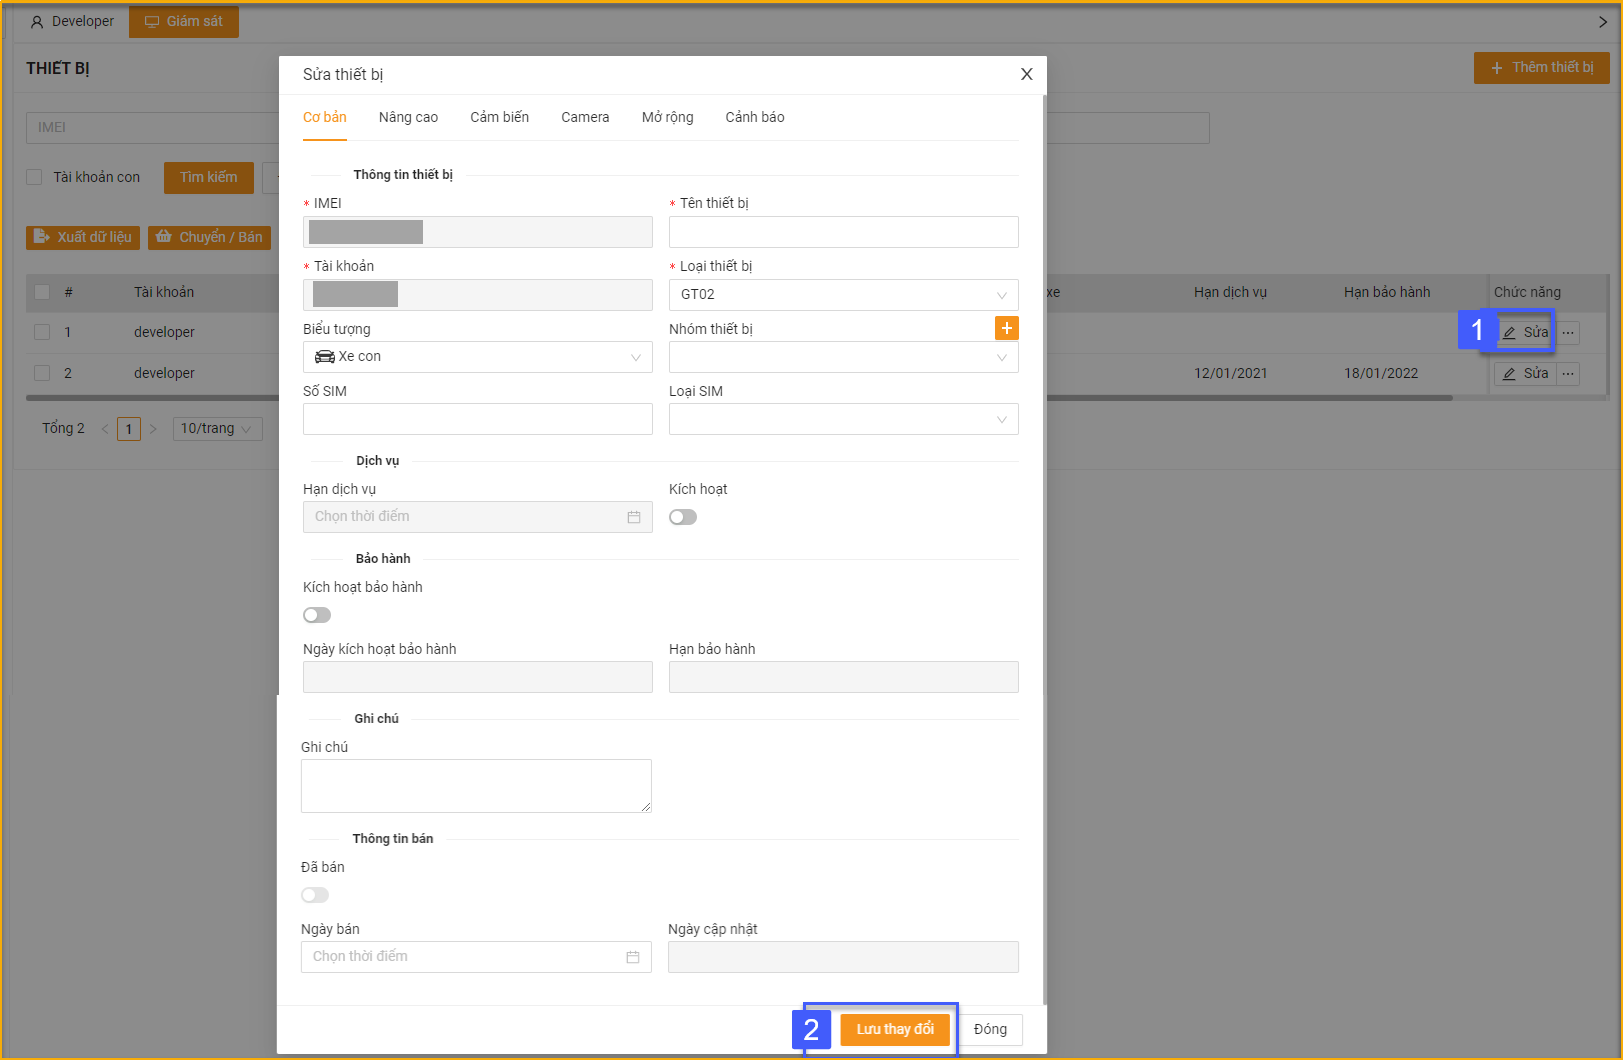 Developer Giám sát
THIẾT BỊ
Thêm thiết bị
IMEI
Tài khoản con Tìm kiếm
Xuất dữ liệu Chuyển / Bán
# Tài khoản xe Hạn dịch vụ Hạn bảo hành Chức năng
1 developer 1 Sửa ...
2 developer 12/01/2021 18/01/2022 Sửa ...
Tổng 2 < 1 > 10/trang
Sửa thiết bị X
Cơ bản Nâng cao Cảm biến Camera Mở rộng Cảnh báo
Thông tin thiết bị
* IMEI * Tên thiết bị
* Tài khoản * Loại thiết bị
GT02
Biểu tượng Nhóm thiết bị +
Xe con
Số SIM Loại SIM
Dịch vụ
Hạn dịch vụ Kích hoạt
Chọn thời điểm
Bảo hành
Kích hoạt bảo hành
Ngày kích hoạt bảo hành Hạn bảo hành
Ghi chú
Ghi chú
Thông tin bán
Đã bán
Ngày bán Ngày cập nhật
Chọn thời điểm
2 Lưu thay đổi Đóng